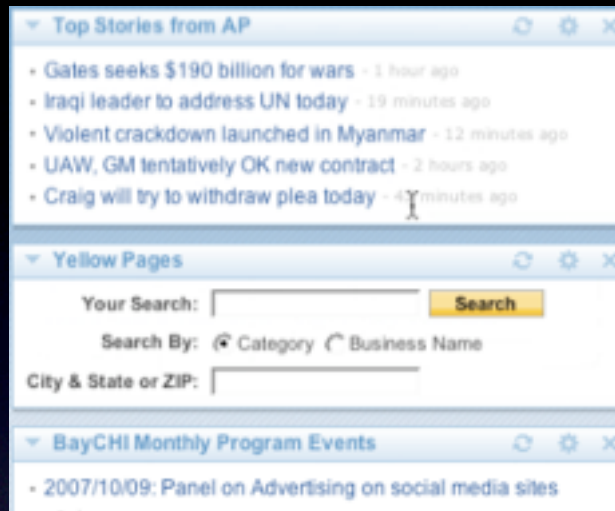 Top Stories from AP
Gates seeks $190 billion for wars - 1 hour ago
Iraqi leader to address UN today - 19 minutes ago
Violent crackdown launched in Myanmar - 12 minutes ago
UAW, GM tentatively OK new contract - 2 hours ago
Craig will try to withdraw plea today - minutes ago
Yellow Pages
Your Search: Search
Search By: Category Business Name
City & State or ZIP:
BayCHI Monthly Program Events
2007/10/09: Panel on Advertising on social media sites